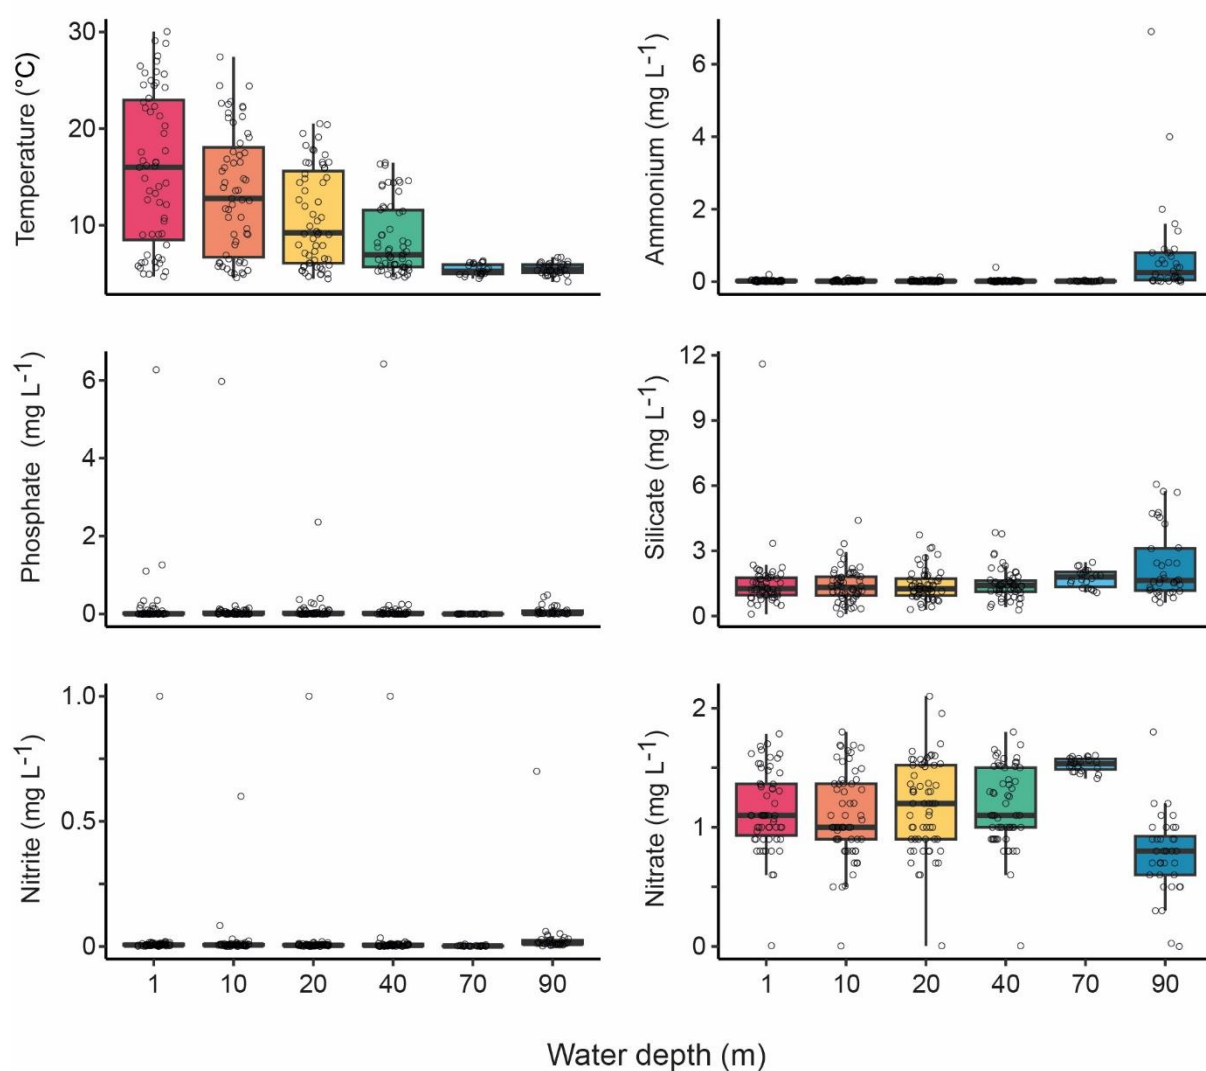 Temperature (°C)
30
20
10
Ammonium (mg L-1)
6
4
2
0
Phosphate (mg L-1)
6
4
2
0
Silicate (mg L-1)
12
9
6
3
0
Nitrite (mg L-1)
1.0
0.5
0
1 10 20 40 70 90
Nitrate (mg L-1)
2
1
0
1 10 20 40 70 90
Water depth (m)